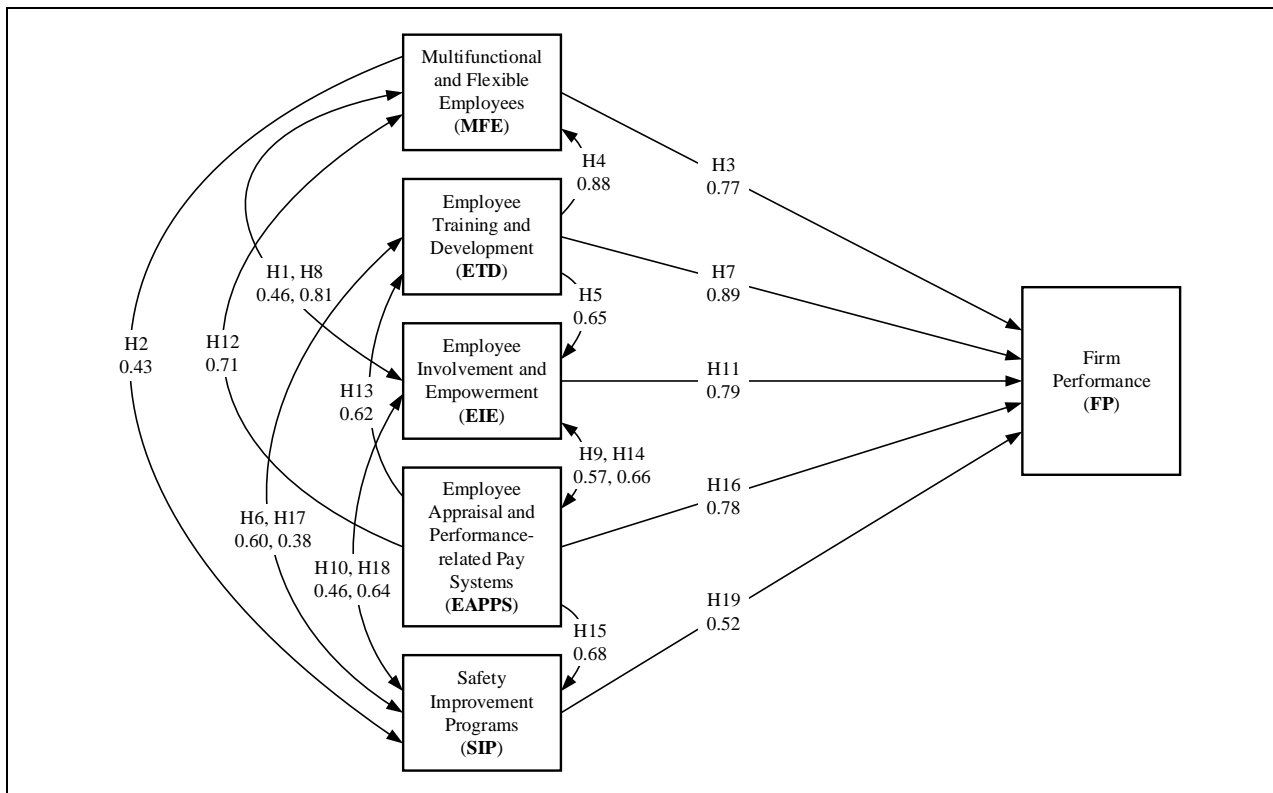 Multifunctional
and Flexible
Employees
(MFE)
H4
0.88
H3
0.77
Employee
Training and
Development
(ETD)
H1, H8
0.46, 0.81
H5
0.65
H7
0.89
H2
0.43
H12
0.71
Employee
Involvement and
Empowerment
(EIE)
H13
0.62
H11
0.79
Firm
Performance
(FP)
H9, H14
0.57, 0.66
Employee
Appraisal and
Performance-
related Pay
Systems
(EAPPS)
H16
0.78
H6, H17
0.60, 0.38
H10, H18
0.46, 0.64
H15
0.68
H19
0.52
Safety
Improvement
Programs
(SIP)